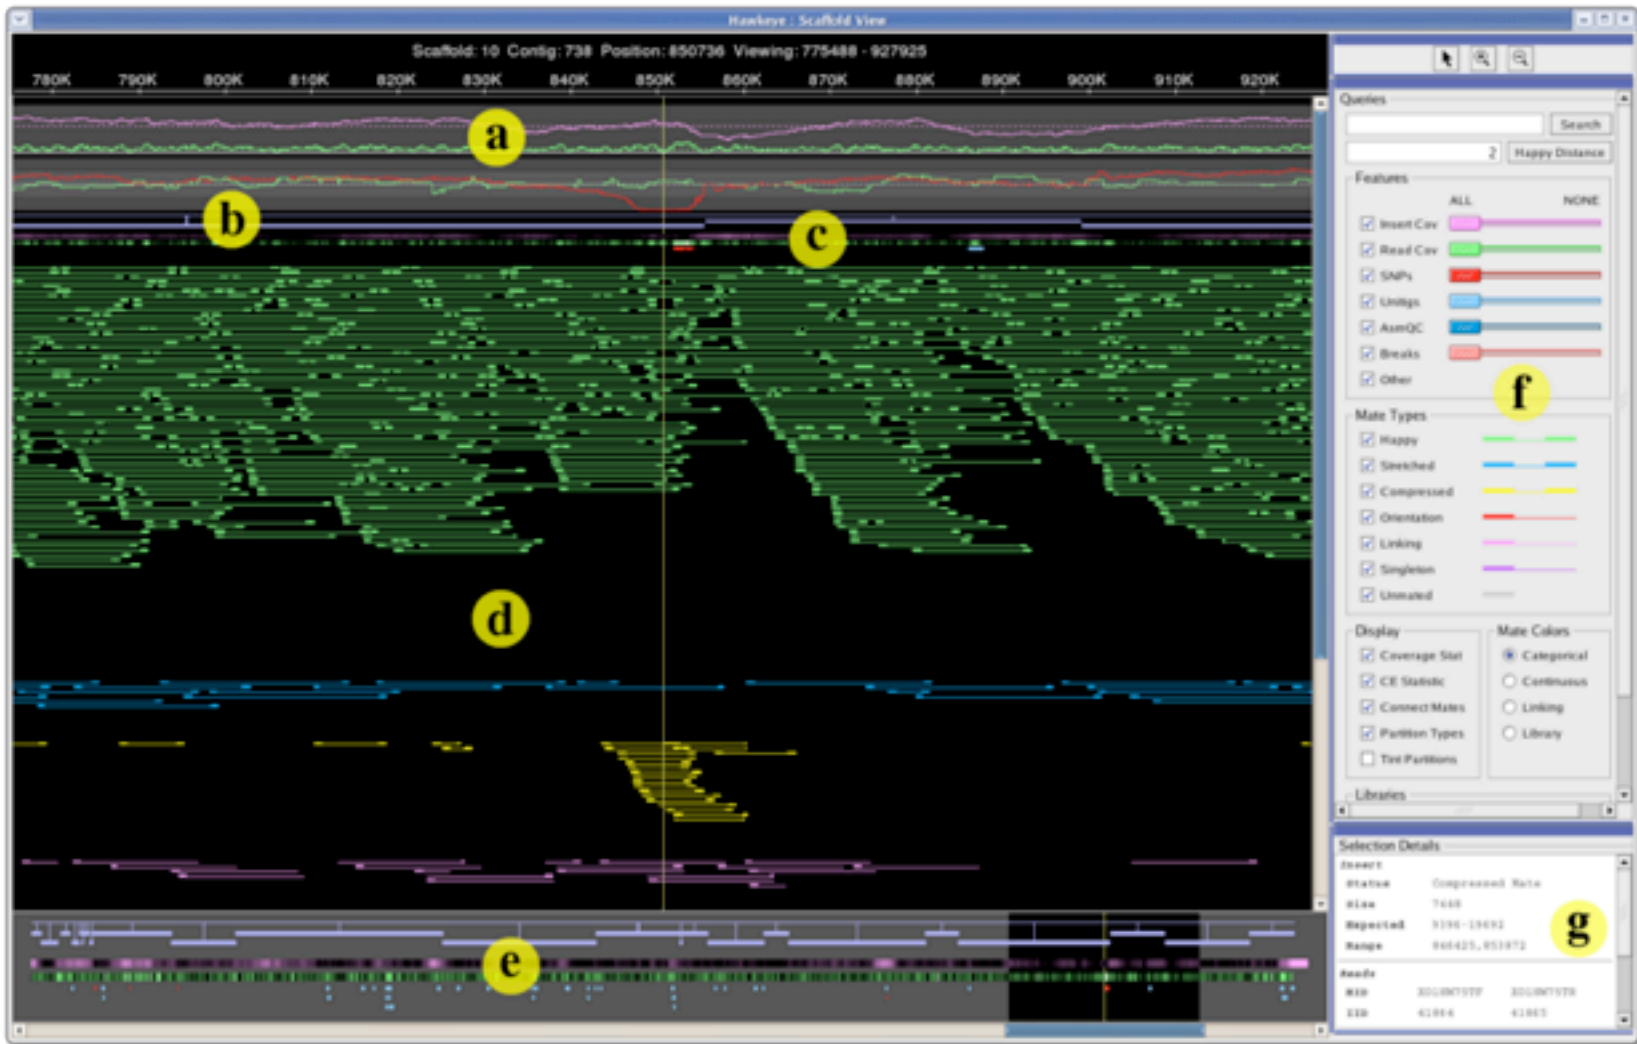 Hawkeye : Scaffold View
Scaffold: 10 Contig: 738 Position: 850736 Viewing: 775488 - 927925
780K 790K 800K 810K 820K 830K 840K 850K 860K 870K 880K 890K 900K 910K 920K
a
b
c
d
e
Queries
Search
2 Happy Distance
Features
ALL NONE
Insert Cov
Read Cov
SNPs
Unitigs
AsmQC
Breaks
Other
f
Mate Types
Happy
Stretched
Compressed
Orientation
Linking
Singleton
Unmated
Display
Coverage Stat
CE Statistic
Connect Mates
Partition Types
Tint Partitions
Mate Colors
Categorical
Continuous
Linking
Library
Libraries
Selection Details
Insert
Status Compressed Mate
Size 7448
Expected
Range
g
Reads
IID 41864 41865